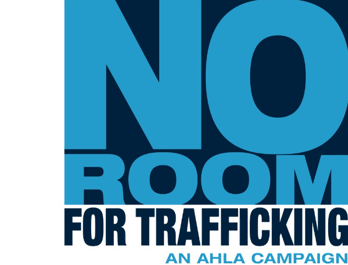 NO
ROOM
FOR TRAFFICKING
AN AHLA CAMPAIGN